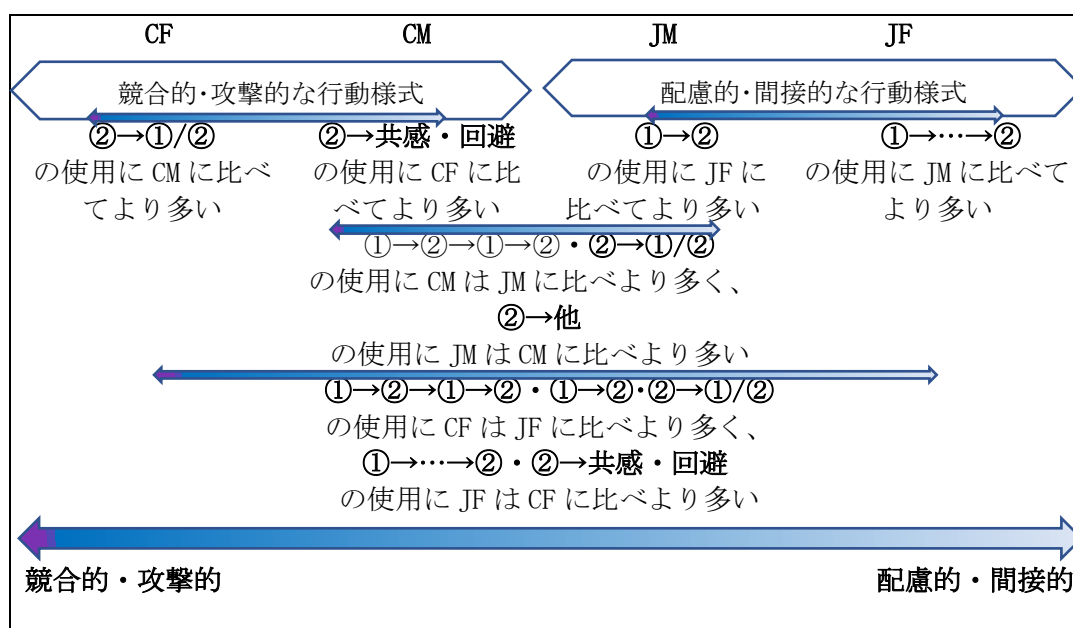 CF CM JM JF
競合的・攻撃的な行動様式 配慮的・間接的な行動様式
②→①/② ②→共感・回避 ①→② ①→…→②
の使用に CM に比べ の使用に CF に比 の使用に JF に の使用に JM に比べて
てより多い べてより多い 比べてより多い より多い
①→②→①→②・②→①/②
の使用に CM は JM に比べより多く、
②→他
の使用に JM は CM に比べより多い
①→②→①→②・①→②・②→①/②
の使用に CF は JF に比べより多く、
①→…→②・②→共感・回避
の使用に JF は CF に比べより多い
競合的・攻撃的 配慮的・間接的